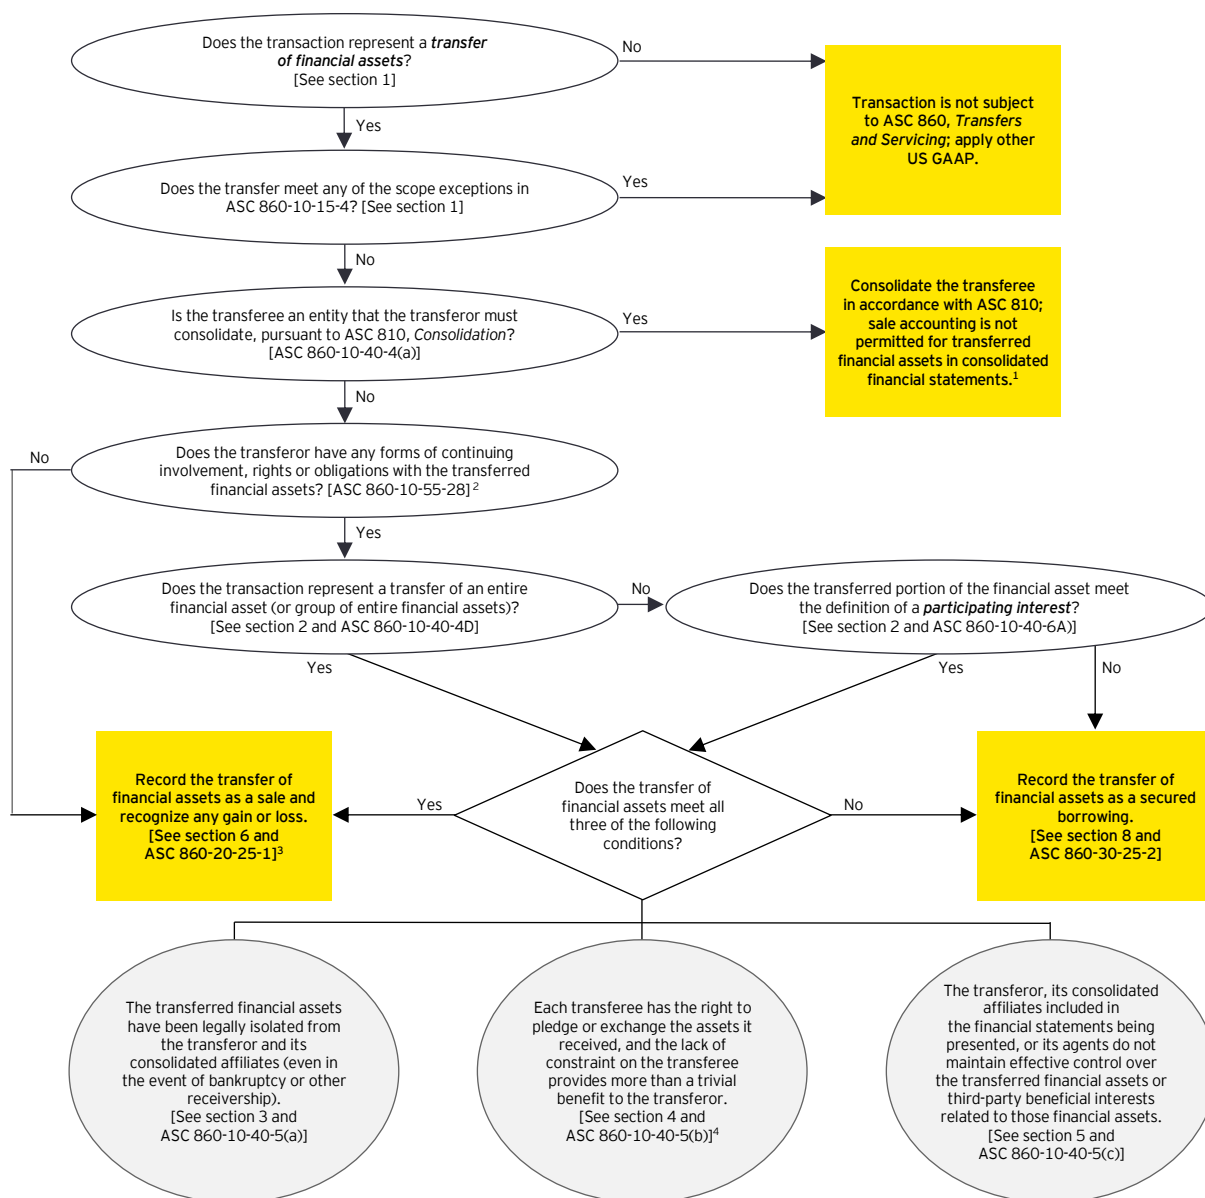 Does the transaction represent a transfer
of financial assets?
[See section 1]
No
Transaction is not subject
to ASC 860, Transfers
and Servicing; apply other
US GAAP.
Yes
Does the transfer meet any of the scope exceptions in
ASC 860-10-15-4? [See section 1]
Yes
No
Is the transferee an entity that the transferor must
consolidate, pursuant to ASC 810, Consolidation?
[ASC 860-10-40-4(a)]
Yes
Consolidate the transferee
in accordance with ASC 810;
sale accounting is not
permitted for transferred
financial assets in consolidated
financial statements.1
No
No
Does the transferor have any forms of continuing
involvement, rights or obligations with the transferred
financial assets? [ASC 860-10-55-28]2
Yes
Does the transaction represent a transfer of an entire
financial asset (or group of entire financial assets)?
[See section 2 and ASC 860-10-40-4D]
No
Does the transferred portion of the financial asset meet
the definition of a participating interest?
[See section 2 and ASC 860-10-40-6A)]
Yes
Yes
No
Record the transfer of
financial assets as a sale and
recognize any gain or loss.
[See section 6 and
ASC 860-20-25-1]3
Yes
Does the transfer of
financial assets meet all
three of the following
conditions?
No
Record the transfer of
financial assets as a secured
borrowing.
[See section 8 and
ASC 860-30-25-2]
The transferred financial assets
have been legally isolated from
the transferor and its
consolidated affiliates (even in
the event of bankruptcy or other
receivership).
[See section 3 and
ASC 860-10-40-5(a)]
Each transferee has the right to
pledge or exchange the assets it
received, and the lack of
constraint on the transferee
provides more than a trivial
benefit to the transferor.
[See section 4 and
ASC 860-10-40-5(b)]4
The transferor, its consolidated
affiliates included in
the financial statements being
presented, or its agents do not
maintain effective control over
the transferred financial assets or
third-party beneficial interests
related to those financial assets.
[See section 5 and
ASC 860-10-40-5(c)]